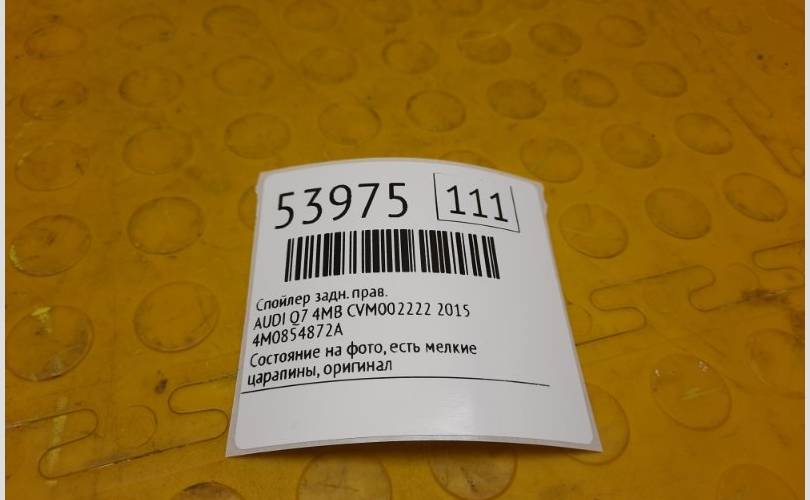 53975 111
Спойлер задн. прав.
AUDI Q7 4MB CVM002222 2015
4M0854872A
Состояние на фото, есть мелкие
царапины, оригинал